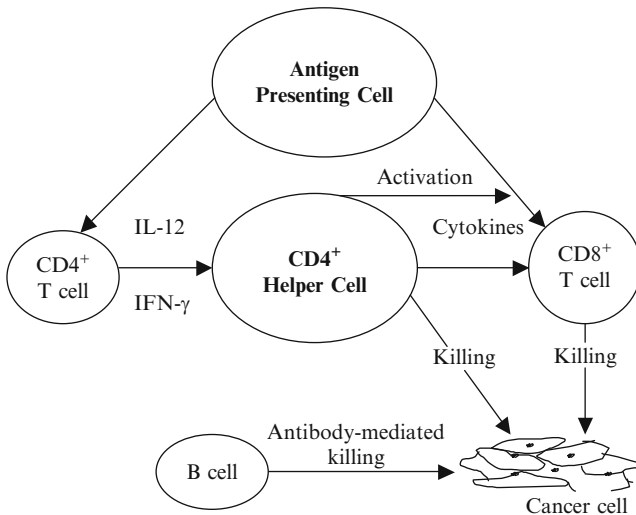 Antigen
Presenting Cell
Activation
IL-12
Cytokines
CD4⁺
T cell
CD4⁺
Helper Cell
CD8⁺
T cell
IFN-γ
Killing
Killing
Antibody-mediated
killing
B cell
Cancer cell